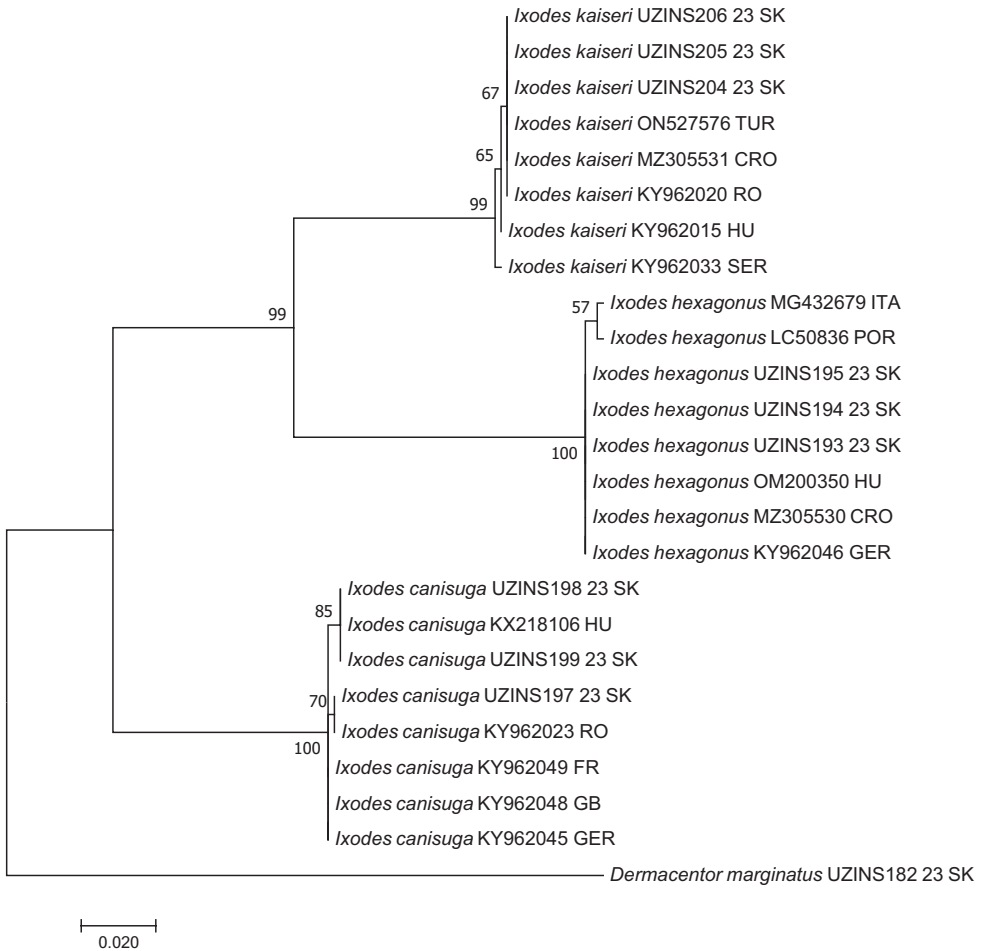 Ixodes kaiseri UZINS206 23 SK
Ixodes kaiseri UZINS205 23 SK
Ixodes kaiseri UZINS204 23 SK
67
Ixodes kaiseri ON527576 TUR
65
Ixodes kaiseri MZ305531 CRO
Ixodes kaiseri KY962020 RO
99
Ixodes kaiseri KY962015 HU
Ixodes kaiseri KY962033 SER
99
57
Ixodes hexagonus MG432679 ITA
Ixodes hexagonus LC50836 POR
Ixodes hexagonus UZINS195 23 SK
Ixodes hexagonus UZINS194 23 SK
Ixodes hexagonus UZINS193 23 SK
100
Ixodes hexagonus OM200350 HU
Ixodes hexagonus MZ305530 CRO
Ixodes hexagonus KY962046 GER
Ixodes canisuga UZINS198 23 SK
85
Ixodes canisuga KX218106 HU
Ixodes canisuga UZINS199 23 SK
70
Ixodes canisuga UZINS197 23 SK
Ixodes canisuga KY962023 RO
100
Ixodes canisuga KY962049 FR
Ixodes canisuga KY962048 GB
Ixodes canisuga KY962045 GER
Dermacentor marginatus UZINS182 23 SK
0.020